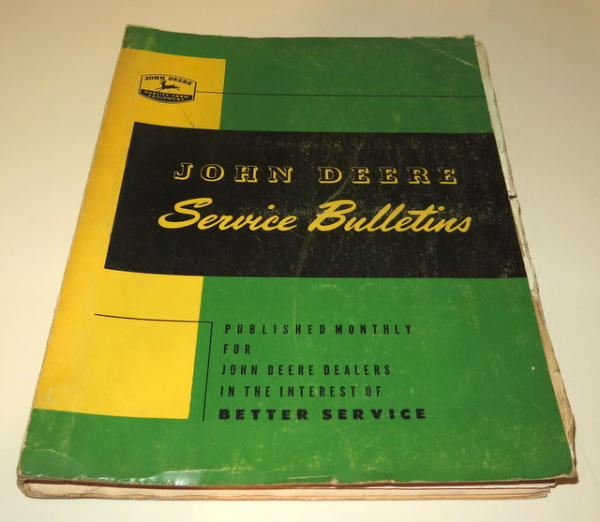 JOHN DEERE
QUALITY FARM
EQUIPMENT
JOHN DEERE
Service Bulletins
PUBLISHED MONTHLY
FOR
JOHN DEERE DEALERS
IN THE INTEREST OF
BETTER SERVICE